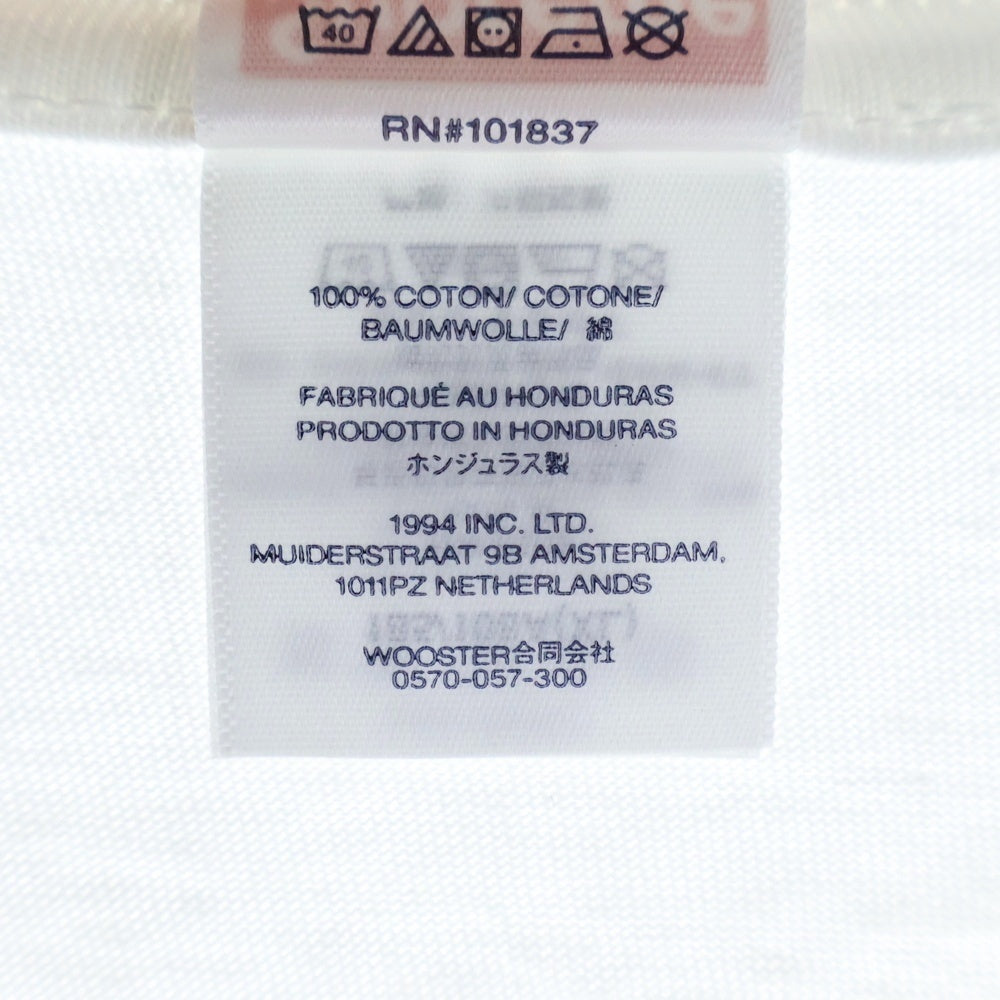 40
RN#101837
100% COTON/ COTONE/
BAUMWOLLE/ 綿
FABRIQUÉ AU HONDURAS
PRODOTTO IN HONDURAS
ホンジュラス製
1994 INC. LTD.
MUIDERSTRAAT 9B AMSTERDAM,
1011PZ NETHERLANDS
WOOSTER合同会社
0570-057-300